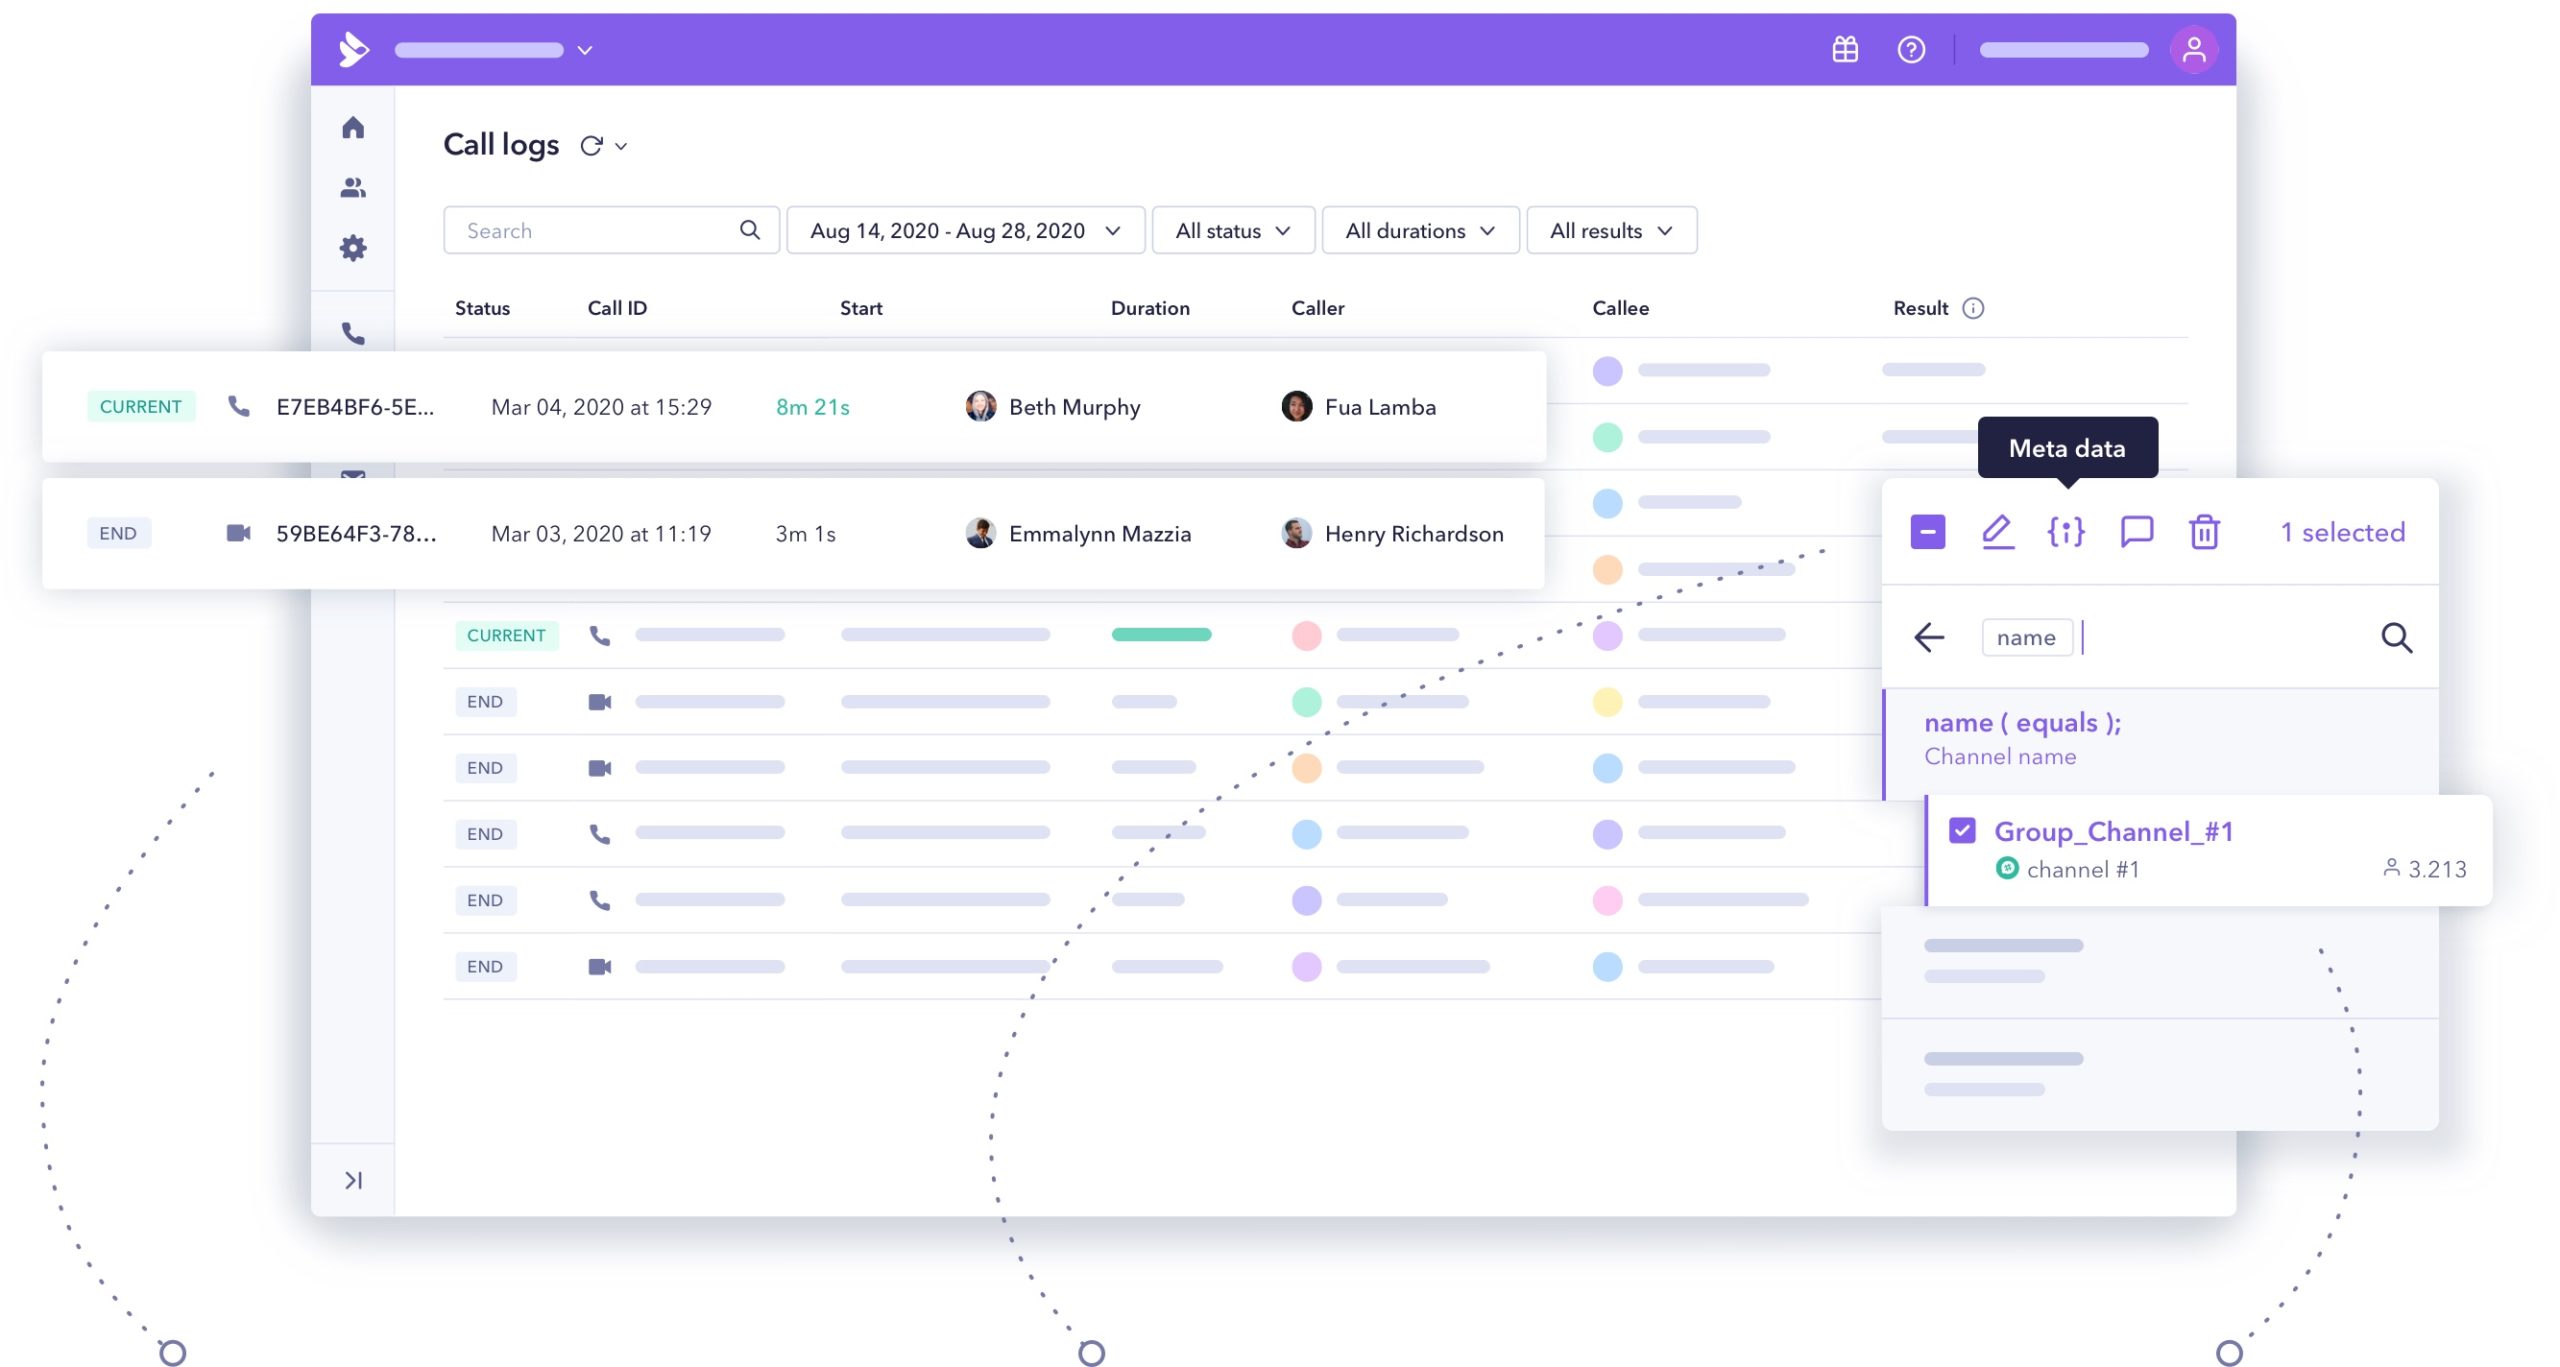 Call logs
Search
Aug 14, 2020 - Aug 28, 2020
All status
All durations
All results
Status Call ID Start Duration Caller Callee Result
CURRENT E7EB4BF6-5E... Mar 04, 2020 at 15:29 8m 21s Beth Murphy Fua Lamba
END 59BE64F3-78... Mar 03, 2020 at 11:19 3m 1s Emmalynn Mazzia Henry Richardson
CURRENT
END
END
END
END
END
Meta data
1 selected
name
name ( equals );
Channel name
Group_Channel_#1
channel #1 3.213